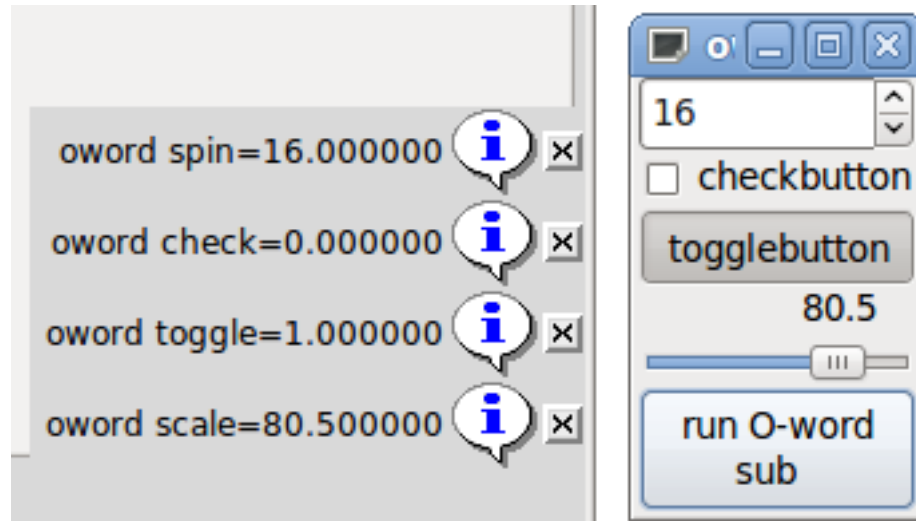 oword spin=16.000000
oword check=0.000000
oword toggle=1.000000
oword scale=80.500000
16
checkbutton
togglebutton
80.5
run O-word
sub